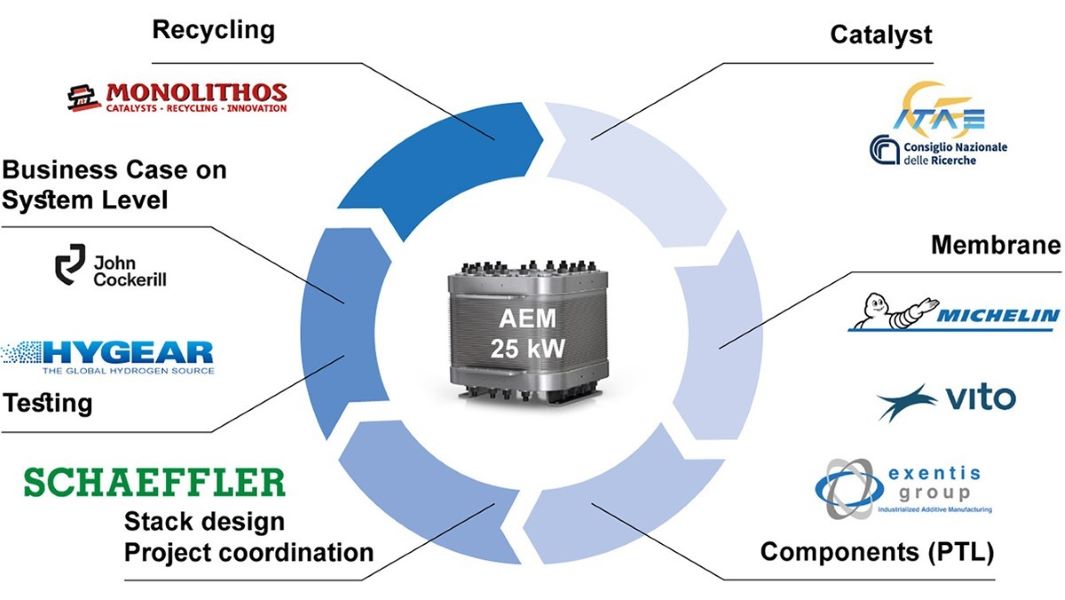 Recycling
MONOLITHOS
CATALYSTS - RECYCLING - INNOVATION
Business Case on
System Level
John
Cockerill
HYGEAR
THE GLOBAL HYDROGEN SOURCE
Testing
SCHAEFFLER
Stack design
Project coordination
AEM
25 kW
Catalyst
ITAE
Consiglio Nazionale
delle Ricerche
Membrane
MICHELIN
vito
exentis
group
Industrialized Additive Manufacturing
Components (PTL)